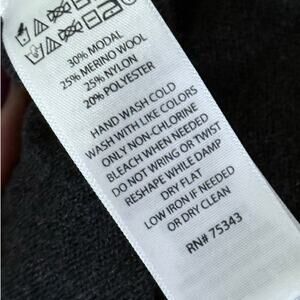 30% MODAL
25% MERINO WOOL
25% NYLON
20% POLYESTER
HAND WASH COLD
WASH WITH LIKE COLORS
ONLY NON-CHLORINE
BLEACH WHEN NEEDED
DO NOT WRING OR TWIST
RESHAPE WHILE DAMP
DRY FLAT
LOW IRON IF NEEDED
OR DRY CLEAN
RN# 75343